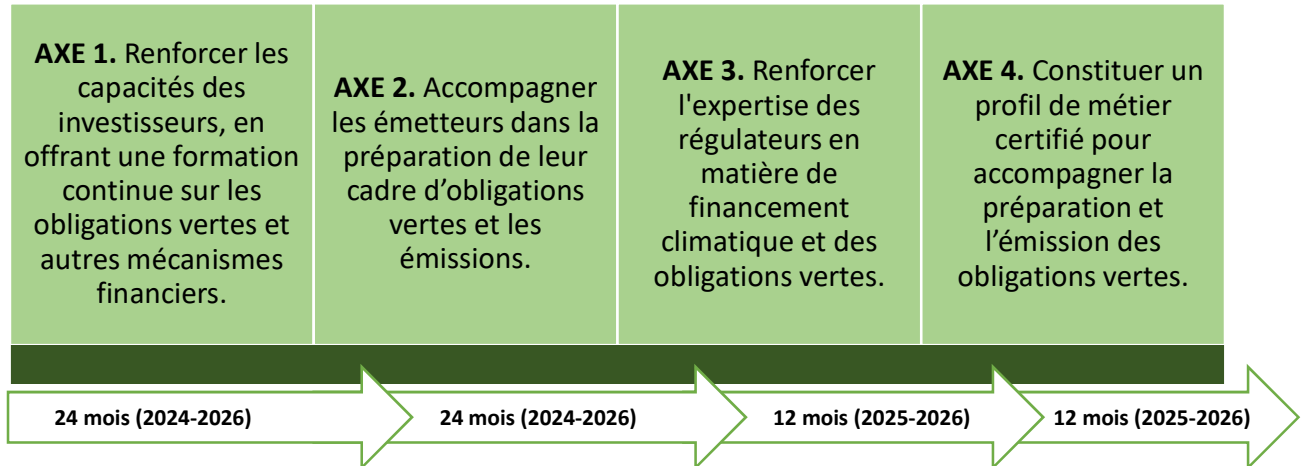 AXE 1. Renforcer les
capacités des
investisseurs, en
offrant une formation
continue sur les
obligations vertes et
autres mécanismes
financiers.
AXE 2. Accompagner
les émetteurs dans la
préparation de leur
cadre d’obligations
vertes et les
émissions.
AXE 3. Renforcer
l'expertise des
régulateurs en
matière de
financement
climatique et des
obligations vertes.
AXE 4. Constituer un
profil de métier
certifié pour
accompagner la
préparation et
l’émission des
obligations vertes.
24 mois (2024-2026)
24 mois (2024-2026)
12 mois (2025-2026)
12 mois (2025-2026)